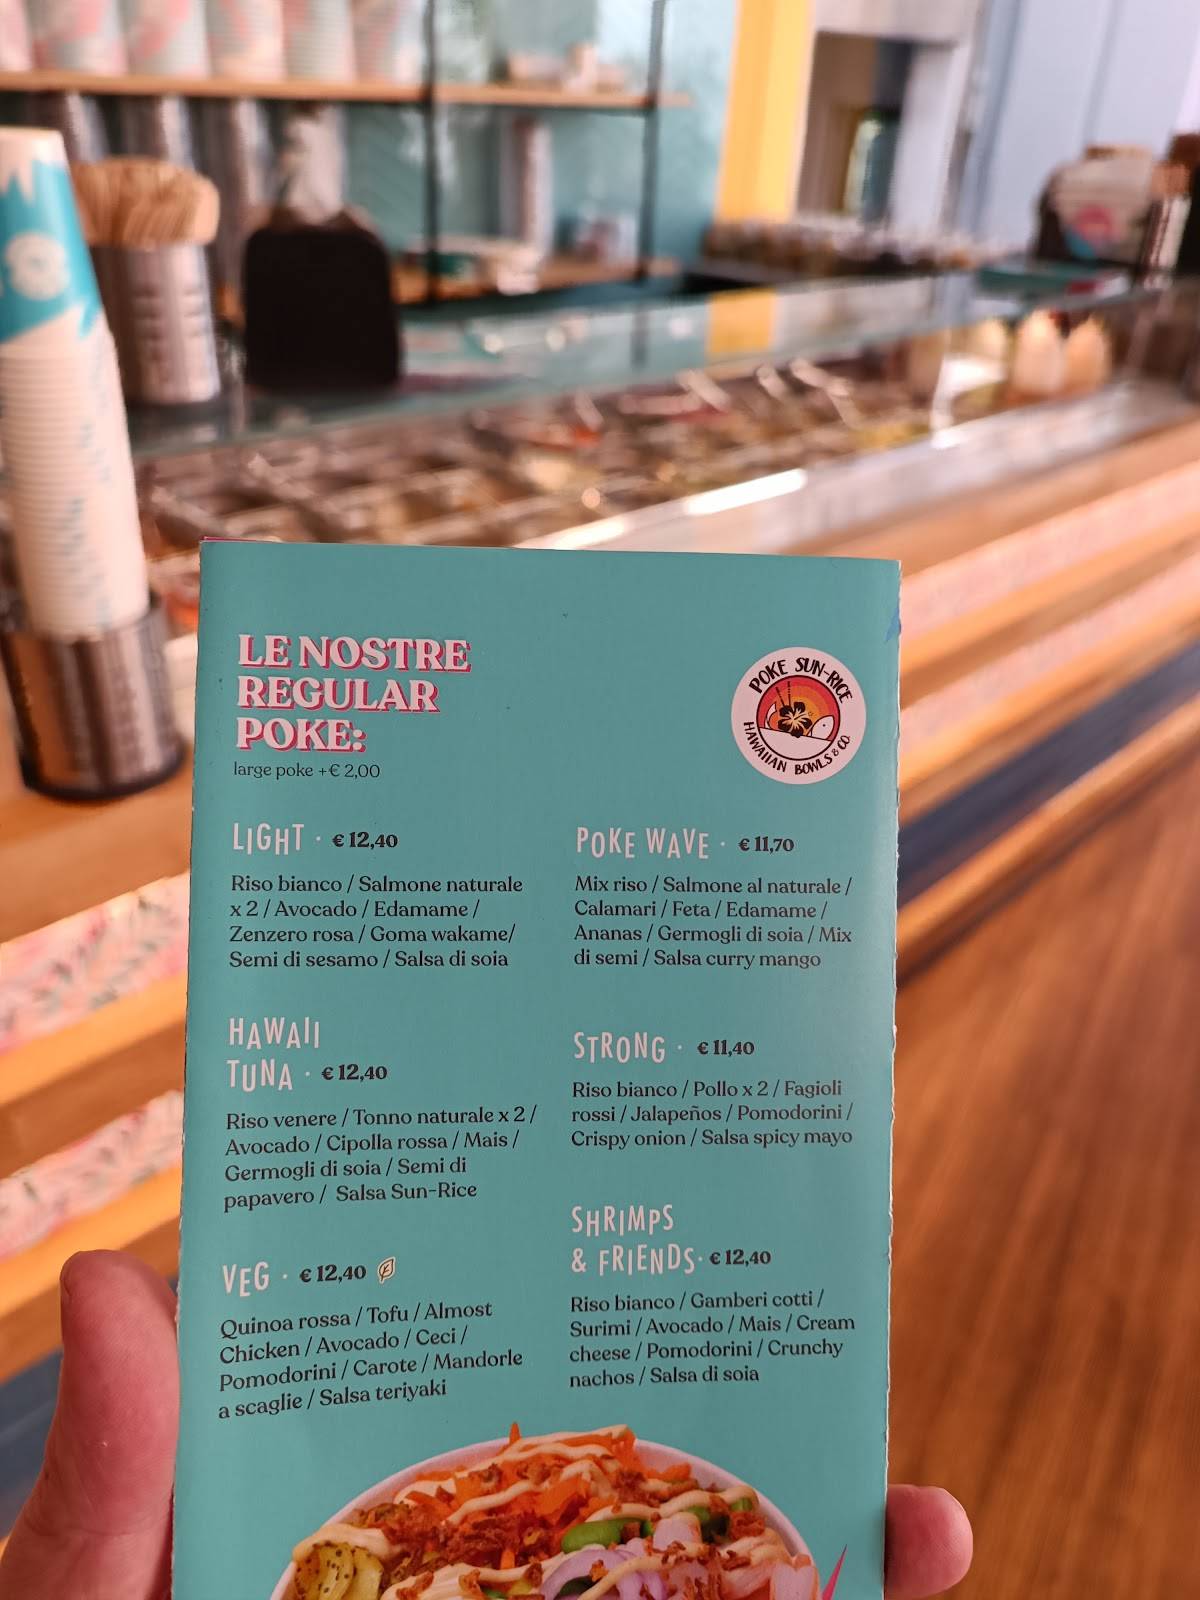 LE NOSTRE
REGULAR
POKE:
large poke +€ 2,00
POKE SUN-RICE
HAWAIIAN BOWLS & CO
LIGHT · € 12,40
Riso bianco / Salmone naturale
x 2 / Avocado / Edamame /
Zenzero rosa / Goma wakame/
Semi di sesamo / Salsa di soia
HAWAII
TUNA · € 12,40
Riso venere / Tonno naturale x 2 /
Avocado / Cipolla rossa / Mais /
Germogli di soia / Semi di
papavero / Salsa Sun-Rice
VEG · € 12,40
Quinoa rossa / Tofu / Almost
Chicken / Avocado / Ceci /
Pomodorini / Carote / Mandorle
a scaglie / Salsa teriyaki
POKE WAVE · € 11,70
Mix riso / Salmone al naturale /
Calamari / Feta / Edamame /
Ananas / Germogli di soia / Mix
di semi / Salsa curry mango
STRONG · € 11,40
Riso bianco / Pollo x 2 / Fagioli
rossi / Jalapeños / Pomodorini /
Crispy onion / Salsa spicy mayo
SHRIMPS
& FRIENDS · € 12,40
Riso bianco / Gamberi cotti /
Surimi / Avocado / Mais / Cream
cheese / Pomodorini / Crunchy
nachos / Salsa di soia